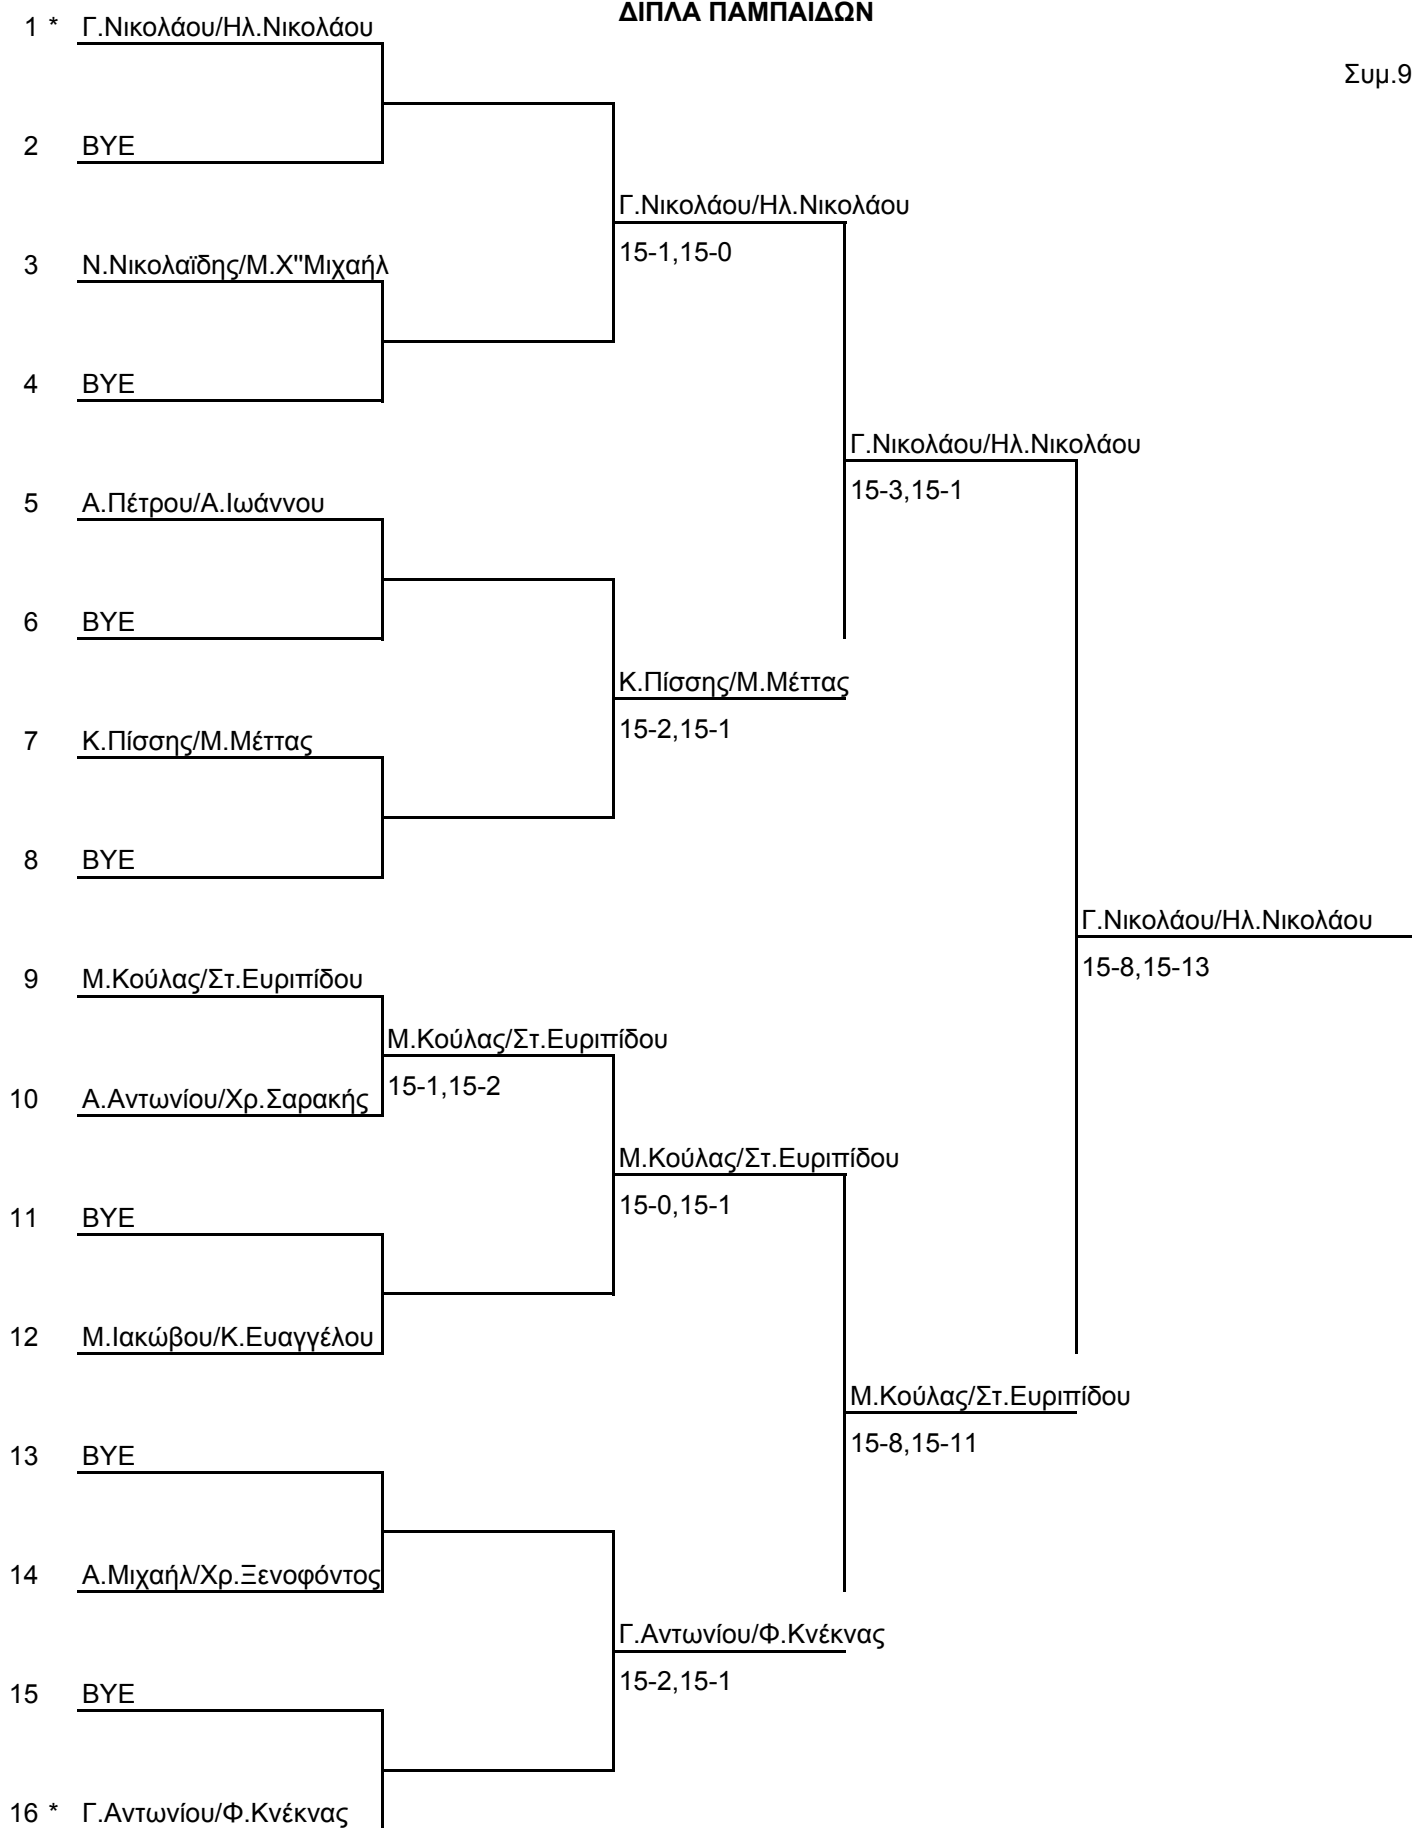 ΔΙΠΛΑ ΠΑΜΠΑΙΔΩΝ
1 * Γ.Νικολάου/Ηλ.Νικολάου
Συμ.9
2 BYE
Γ.Νικολάου/Ηλ.Νικολάου
15-1,15-0
3 Ν.Νικολαϊδης/Μ.Χ"Μιχαήλ
4 BYE
Γ.Νικολάου/Ηλ.Νικολάου
15-3,15-1
5 Α.Πέτρου/Α.Ιωάννου
6 BYE
Κ.Πίσσης/Μ.Μέττας
15-2,15-1
7 Κ.Πίσσης/Μ.Μέττας
8 BYE
Γ.Νικολάου/Ηλ.Νικολάου
15-8,15-13
9 Μ.Κούλας/Στ.Ευριπίδου
Μ.Κούλας/Στ.Ευριπίδου
15-1,15-2
10 Α.Αντωνίου/Χρ.Σαρακής
Μ.Κούλας/Στ.Ευριπίδου
15-0,15-1
11 BYE
12 Μ.Ιακώβου/Κ.Ευαγγέλου
Μ.Κούλας/Στ.Ευριπίδου
15-8,15-11
13 BYE
14 Α.Μιχαήλ/Χρ.Ξενοφόντος
Γ.Αντωνίου/Φ.Κνέκνας
15-2,15-1
15 BYE
16 * Γ.Αντωνίου/Φ.Κνέκνας